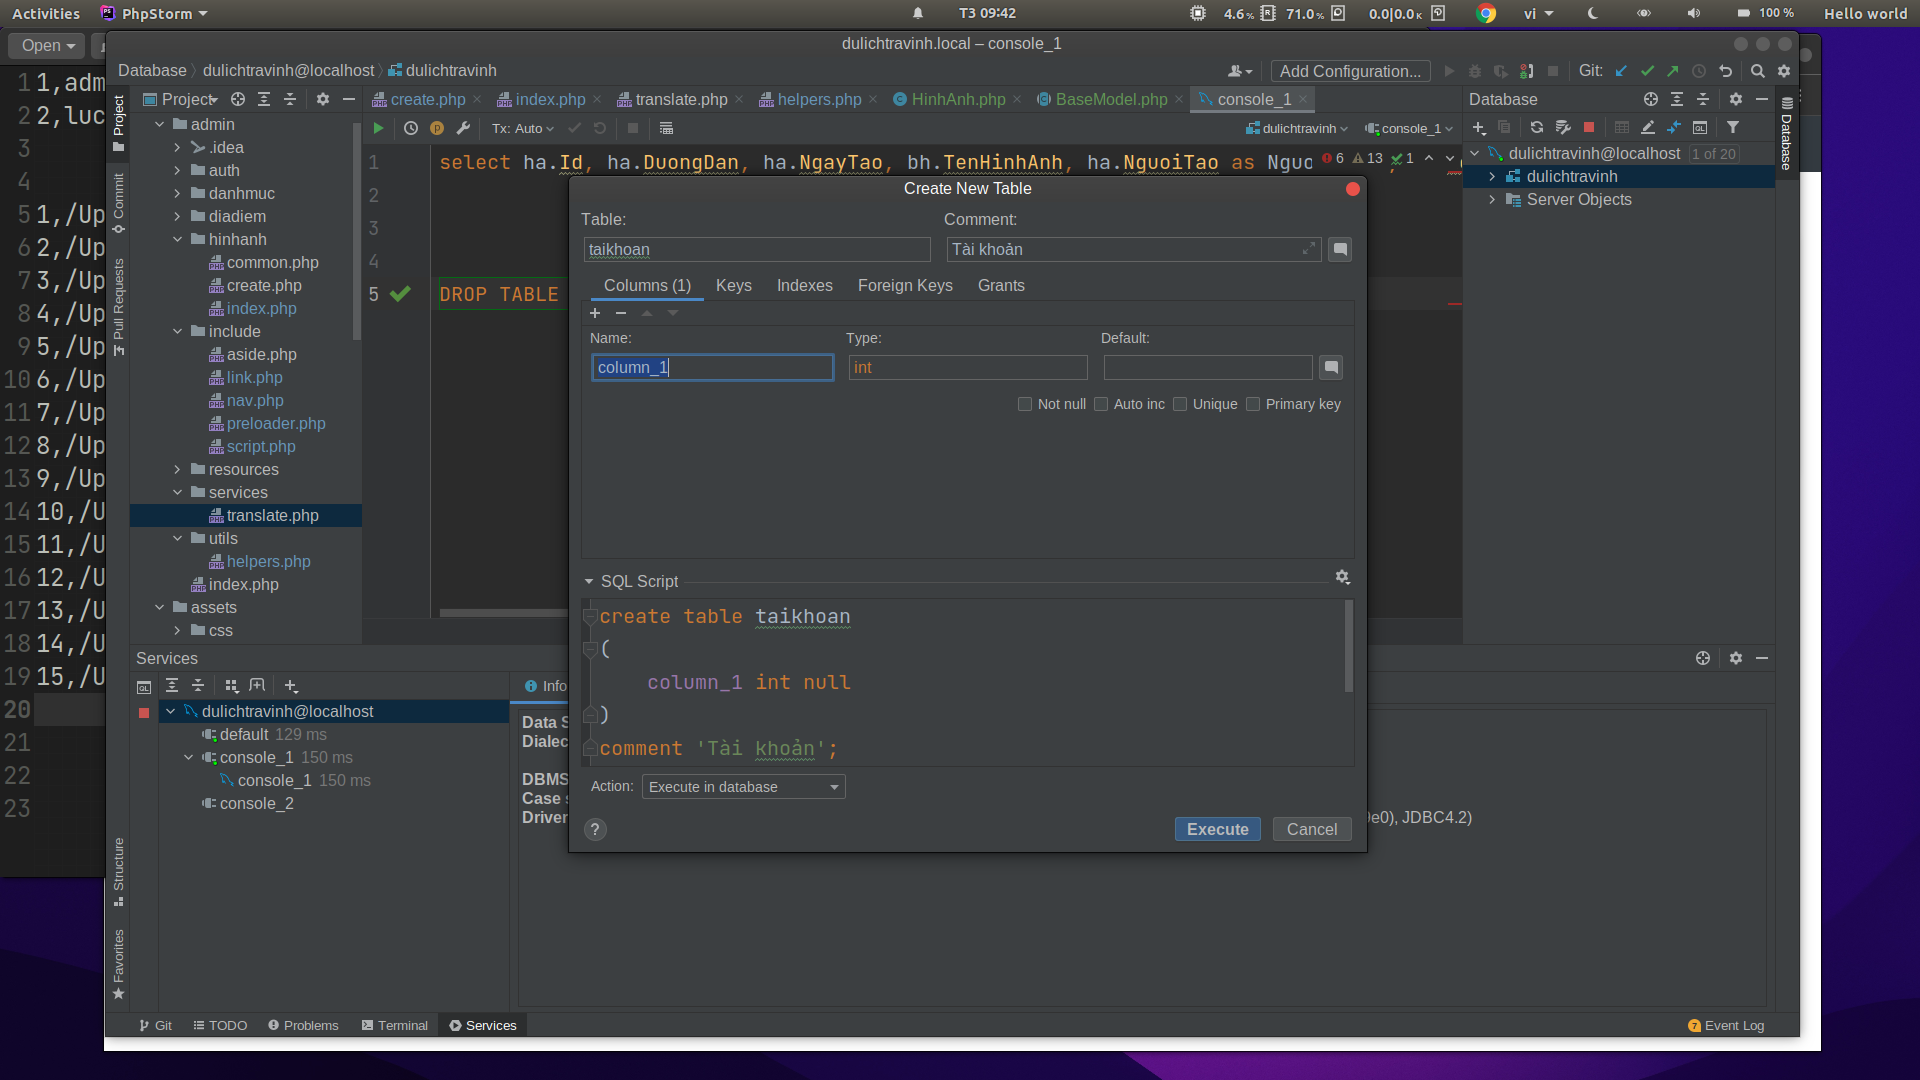 Activities
PhpStorm
T3 09:42
4.6%
71.0%
0.0|0.0K
vi
100 %
Hello world
Open
dulichtravinh.local – console_1
Database
dulichtravinh@localhost
dulichtravinh
Add Configuration...
Git:
1 1,adm
2 2,luc
3
4
5 1,/Up
6 2,/Up
7 3,/Up
8 4,/Up
9 5,/Up
10 6,/Up
11 7,/Up
12 8,/Up
13 9,/Up
14 10,/U
15 11,/U
16 12,/U
17 13,/U
18 14,/U
19 15,/U
20
21
22
23
Project
Commit
Pull Requests
Structure
Favorites
Project
admin
.idea
auth
danhmuc
diadiem
hinhanh
common.php
create.php
index.php
include
aside.php
link.php
nav.php
preloader.php
script.php
resources
services
translate.php
utils
helpers.php
index.php
assets
css
create.php
index.php
translate.php
helpers.php
HinhAnh.php
BaseModel.php
console_1
Tx: Auto
dulichtravinh
console_1
1 select ha.Id, ha.DuongDan, ha.NgayTao, bh.TenHinhAnh, ha.NguoiTao as Nguo
6 13 1
2
3
4
5 DROP TABLE
Database
dulichtravinh@localhost 1 of 20
dulichtravinh
Server Objects
Database
Create New Table
Table:
Comment:
taikhoan
Tài khoản
Columns (1)
Keys
Indexes
Foreign Keys
Grants
Name:
Type:
Default:
column_1
int
Not null
Auto inc
Unique
Primary key
SQL Script
create table taikhoan
(
column_1 int null
)
comment 'Tài khoản';
Action:
Execute in database
?
Execute
Cancel
Services
dulichtravinh@localhost
default 129 ms
console_1 150 ms
console_1 150 ms
console_2
Info
Data S
Dialec
DBMS
Case s
Driver
9e0), JDBC4.2)
Git
TODO
Problems
Terminal
Services
7 Event Log